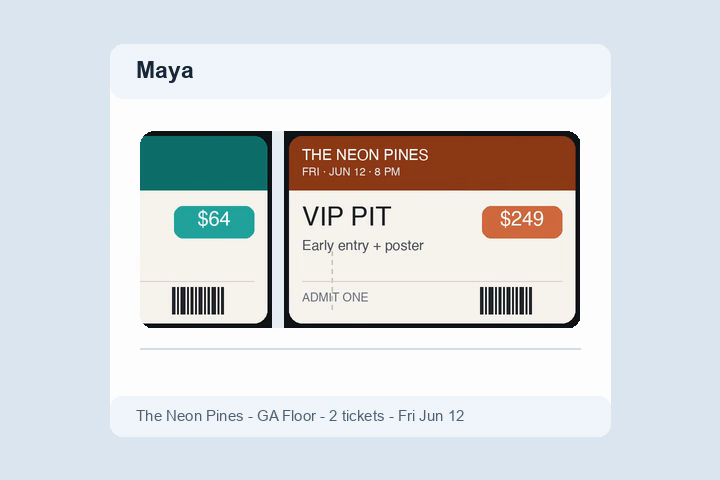 Maya
$64
THE NEON PINES
FRI · JUN 12 · 8 PM
VIP PIT
$249
Early entry + poster
ADMIT ONE
The Neon Pines - GA Floor - 2 tickets - Fri Jun 12